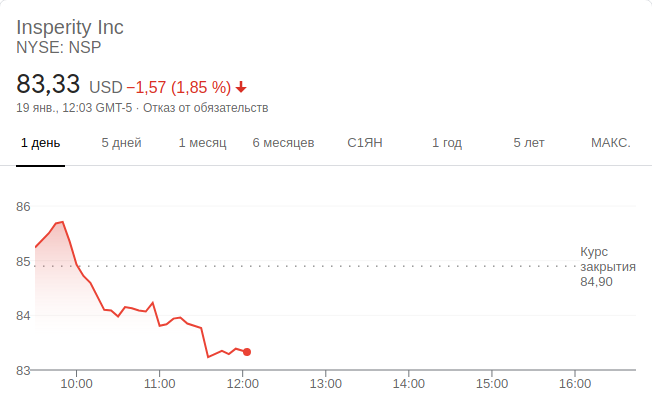 Insperity Inc
NYSE: NSP
83,33 USD −1,57 (1,85 %)
19 янв., 12:03 GMT-5 · Отказ от обязательств
1 день 5 дней 1 месяц 6 месяцев С1ЯН 1 год 5 лет МАКС.
86
85
84
83
Курс
закрытия
84,90
10:00 11:00 12:00 13:00 14:00 15:00 16:00